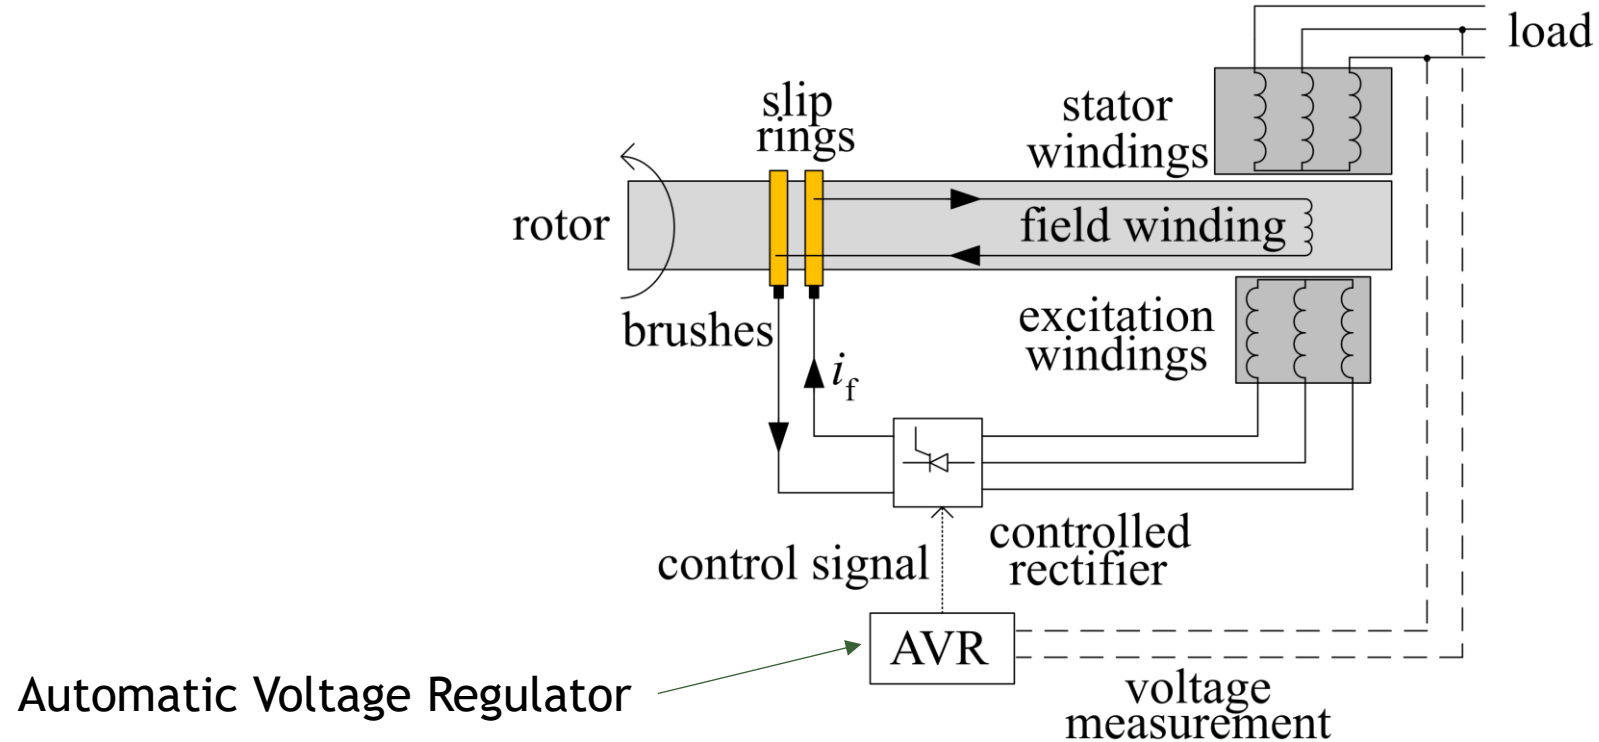 load
slip
rings
stator
windings
rotor
field winding
brushes
excitation
windings
if
controlled
rectifier
control signal
AVR
Automatic Voltage Regulator
voltage
measurement